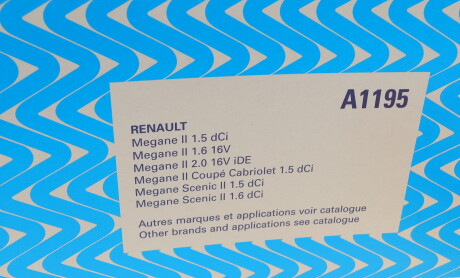 A1195
RENAULT
Megane II 1.5 dCi
Megane II 1.6 16V
Megane II 2.0 16V iDE
Megane II Coupé Cabriolet 1.5 dCi
Megane Scenic II 1.5 dCi
Megane Scenic II 1.6 dCi
Autres marques et applications voir catalogue
Other brands and applications see catalogue